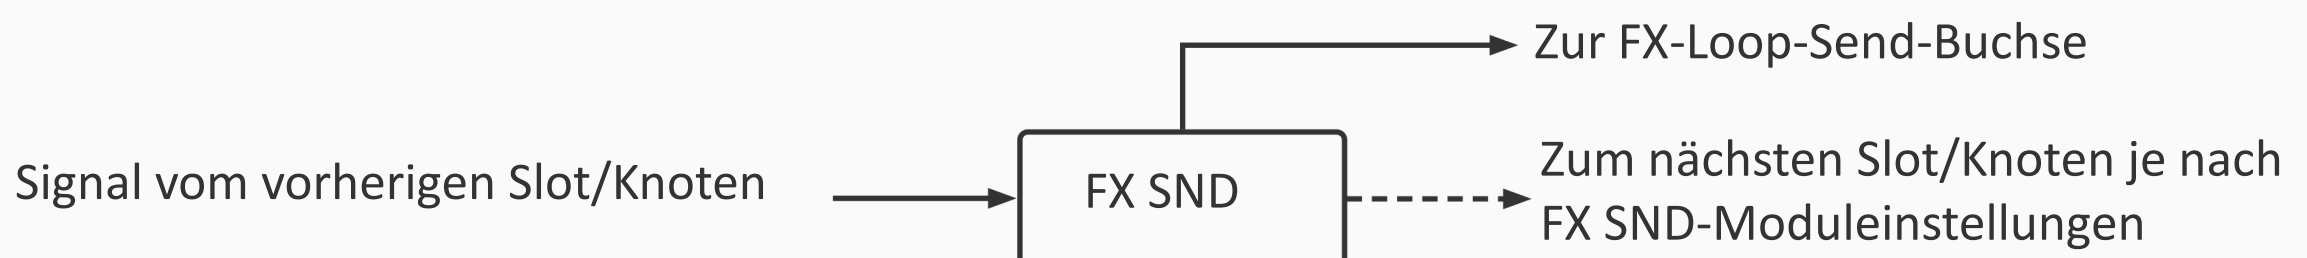 Zur FX-Loop-Send-Buchse
Signal vom vorherigen Slot/Knoten
FX SND
Zum nächsten Slot/Knoten je nach
FX SND-Moduleinstellungen